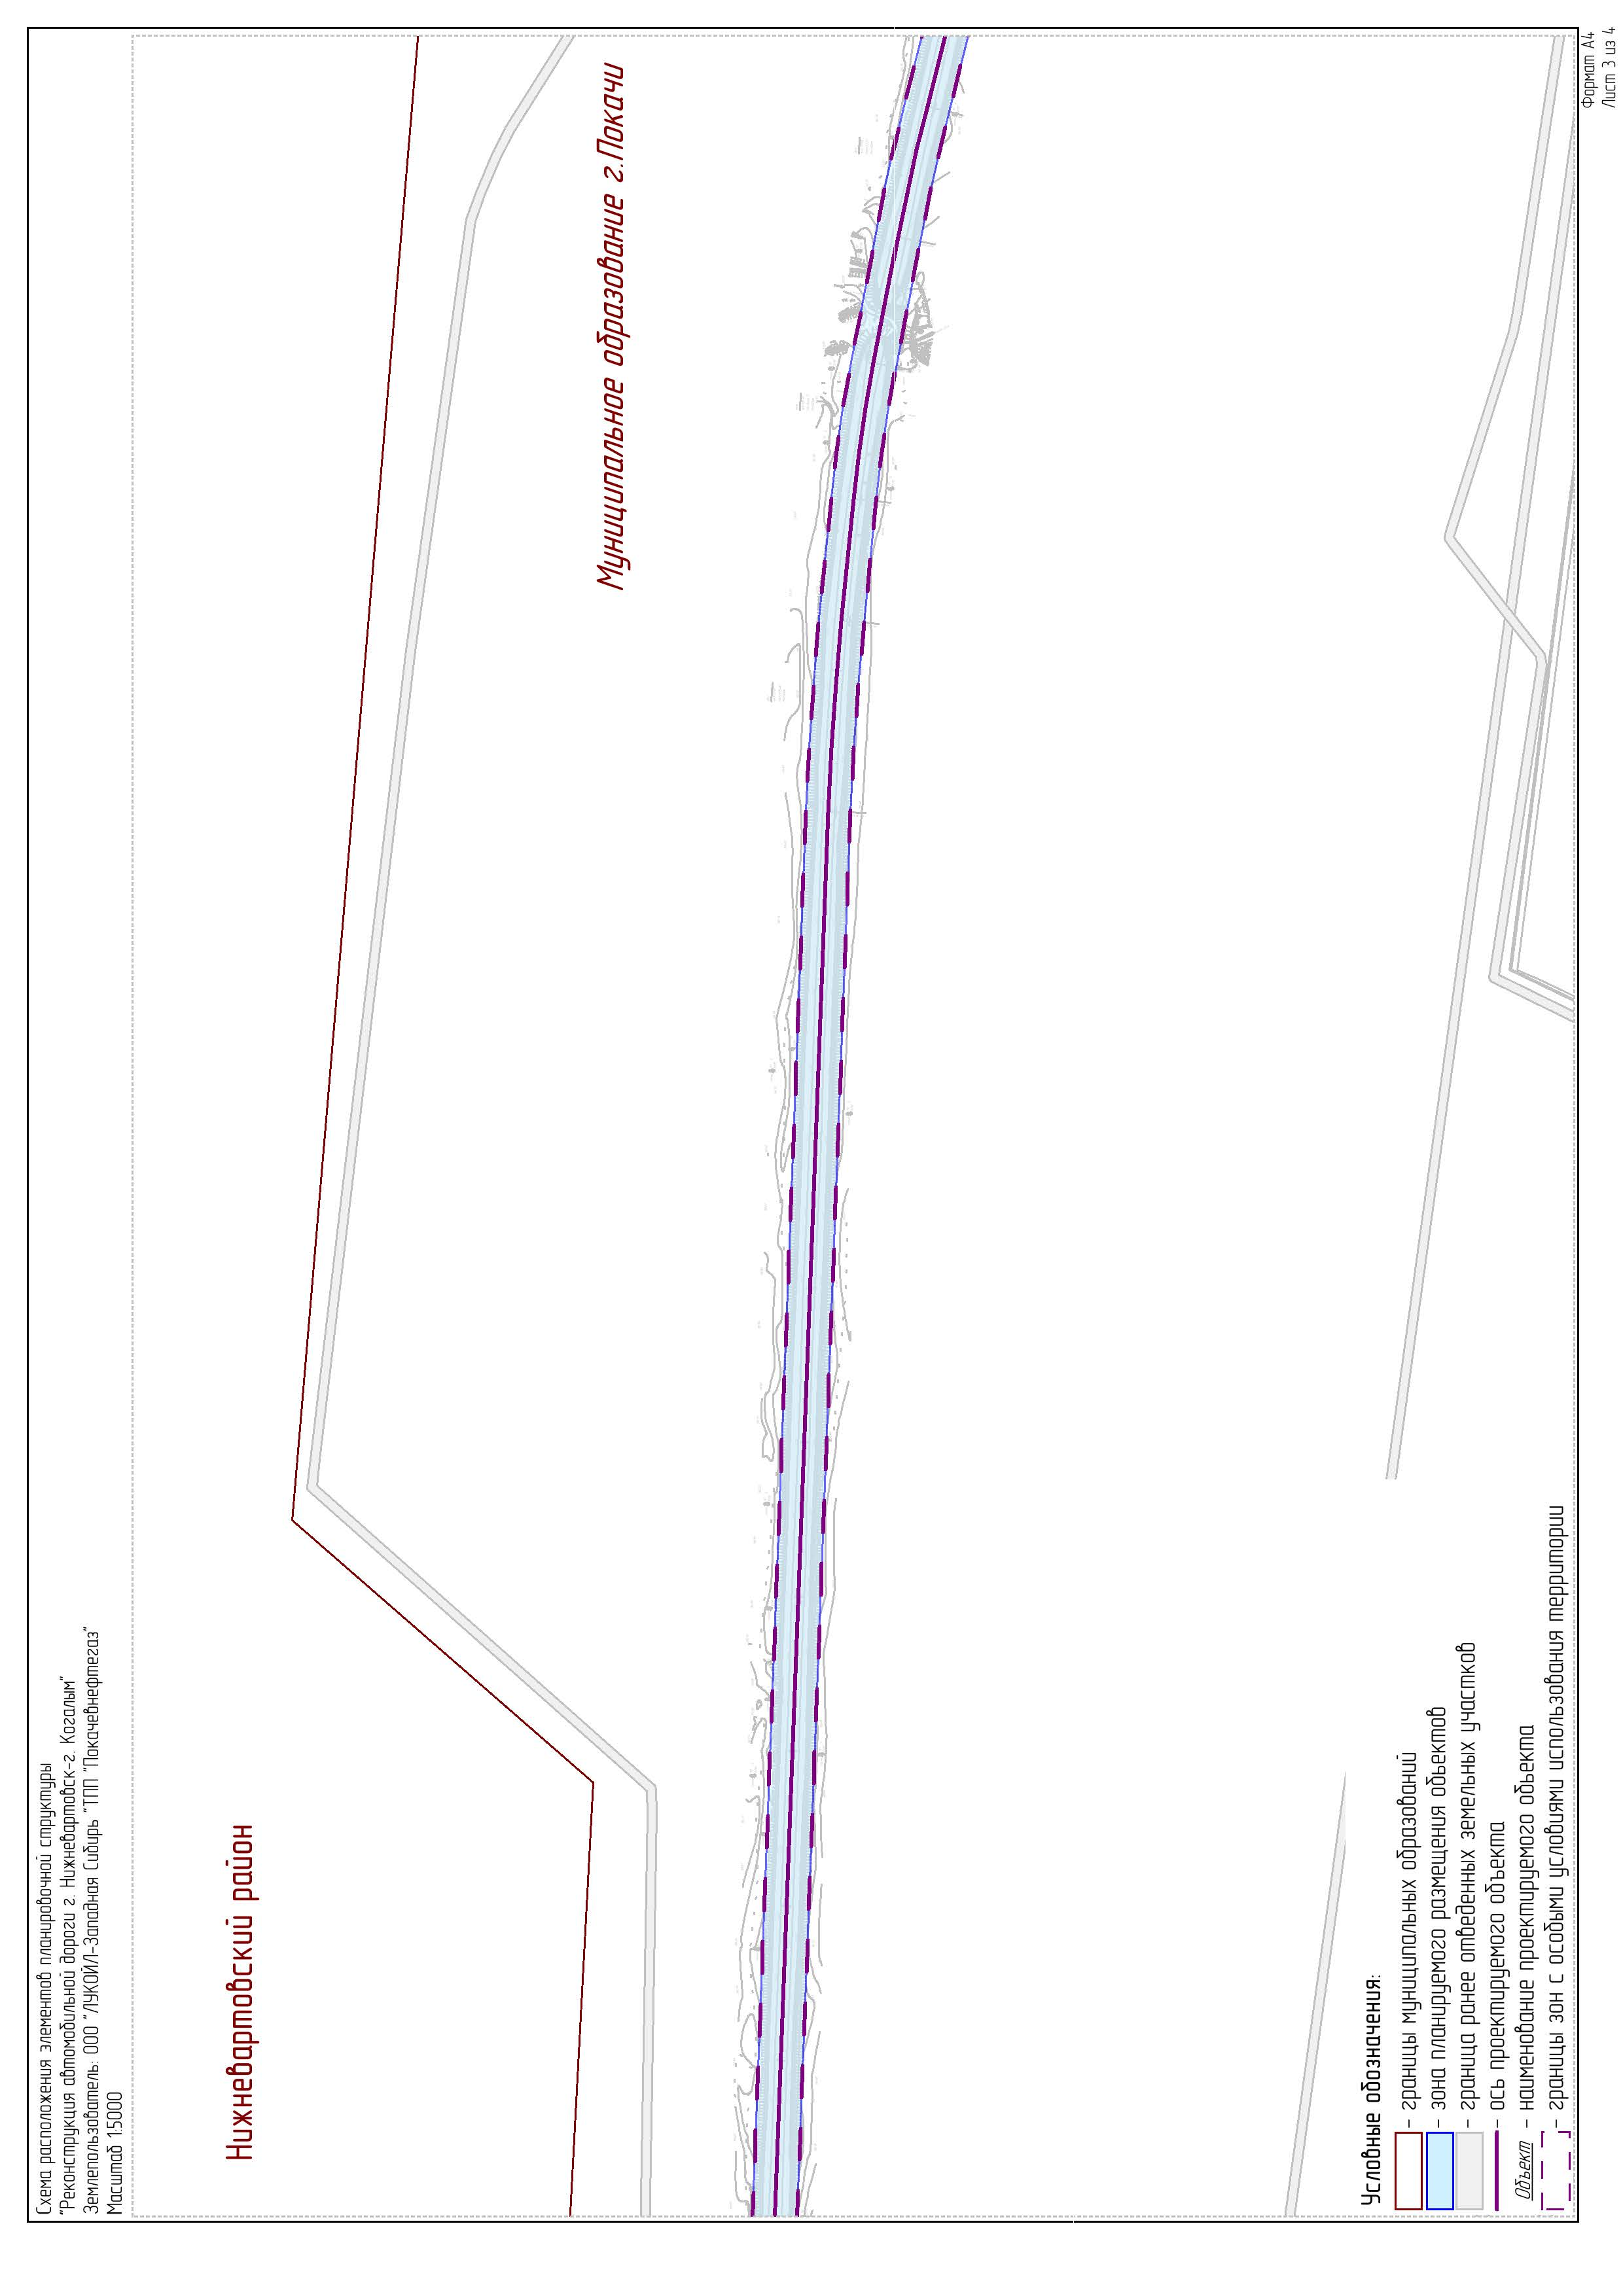 Схема расположения элементов планировочной структуры
"Реконструкция автомобильной дороги г. Нижневартовск-г. Когалым"
Землепользователь: ООО "ЛУКОЙЛ-Западная Сибирь "ТПП "Покачевнефтегаз"
Масштаб 1:5000
Нижневартовский район
Муниципальное образование г.Покачи
Условные обозначения:
- границы муниципальных образований
- зона планируемого размещения объектов
- граница ранее отведенных земельных участков
- ось проектируемого объекта
Объект - наименование проектируемого объекта
- границы зон с особыми условиями использования территории
Формат А4
Лист 3 из 4